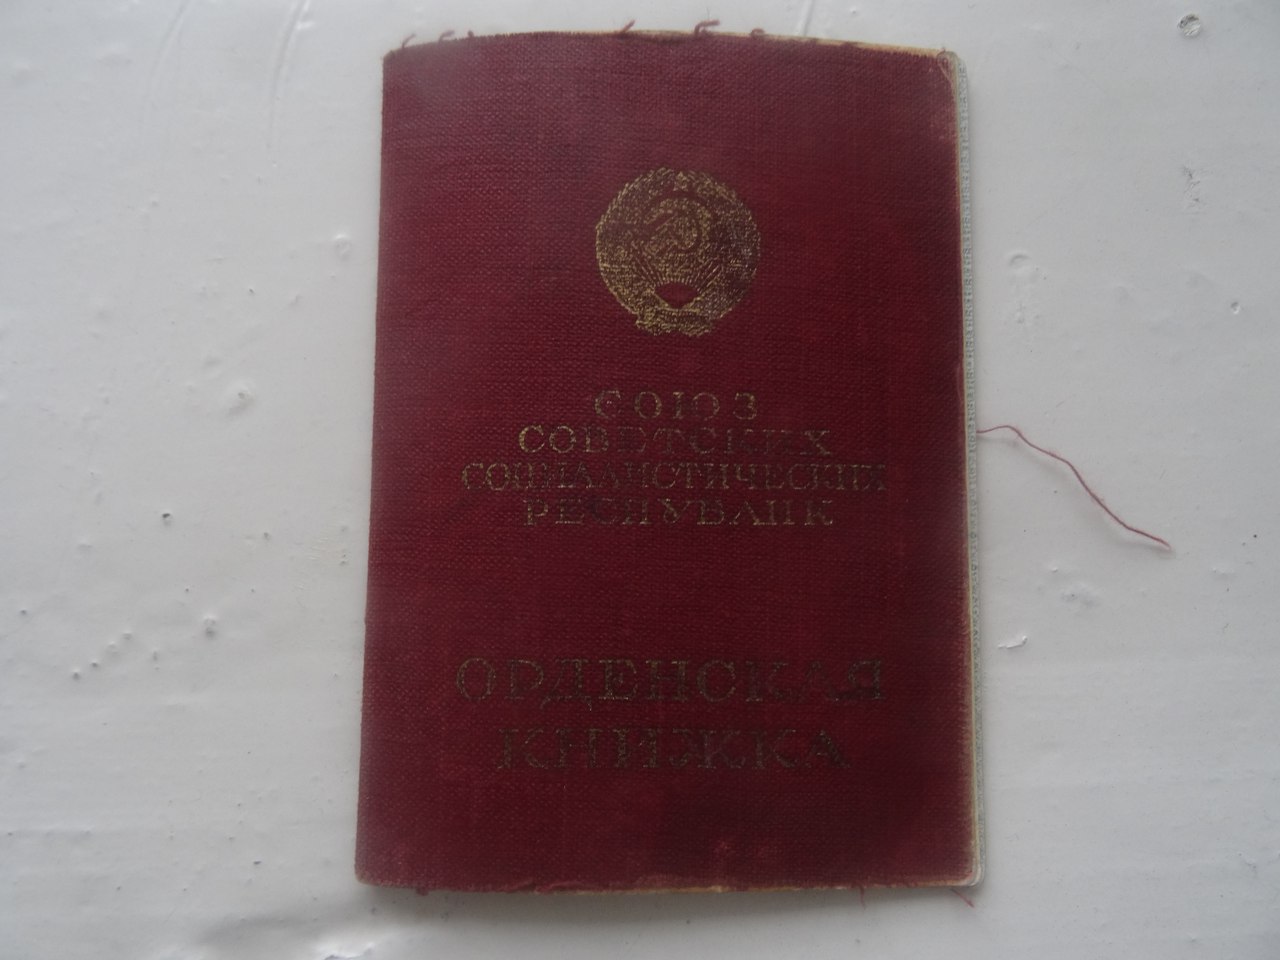 СОЮЗ
СОВЕТСКИХ
СОЦИАЛИСТИЧЕСКИХ
РЕСПУБЛИК
ОРДЕНСКАЯ
КНИЖКА